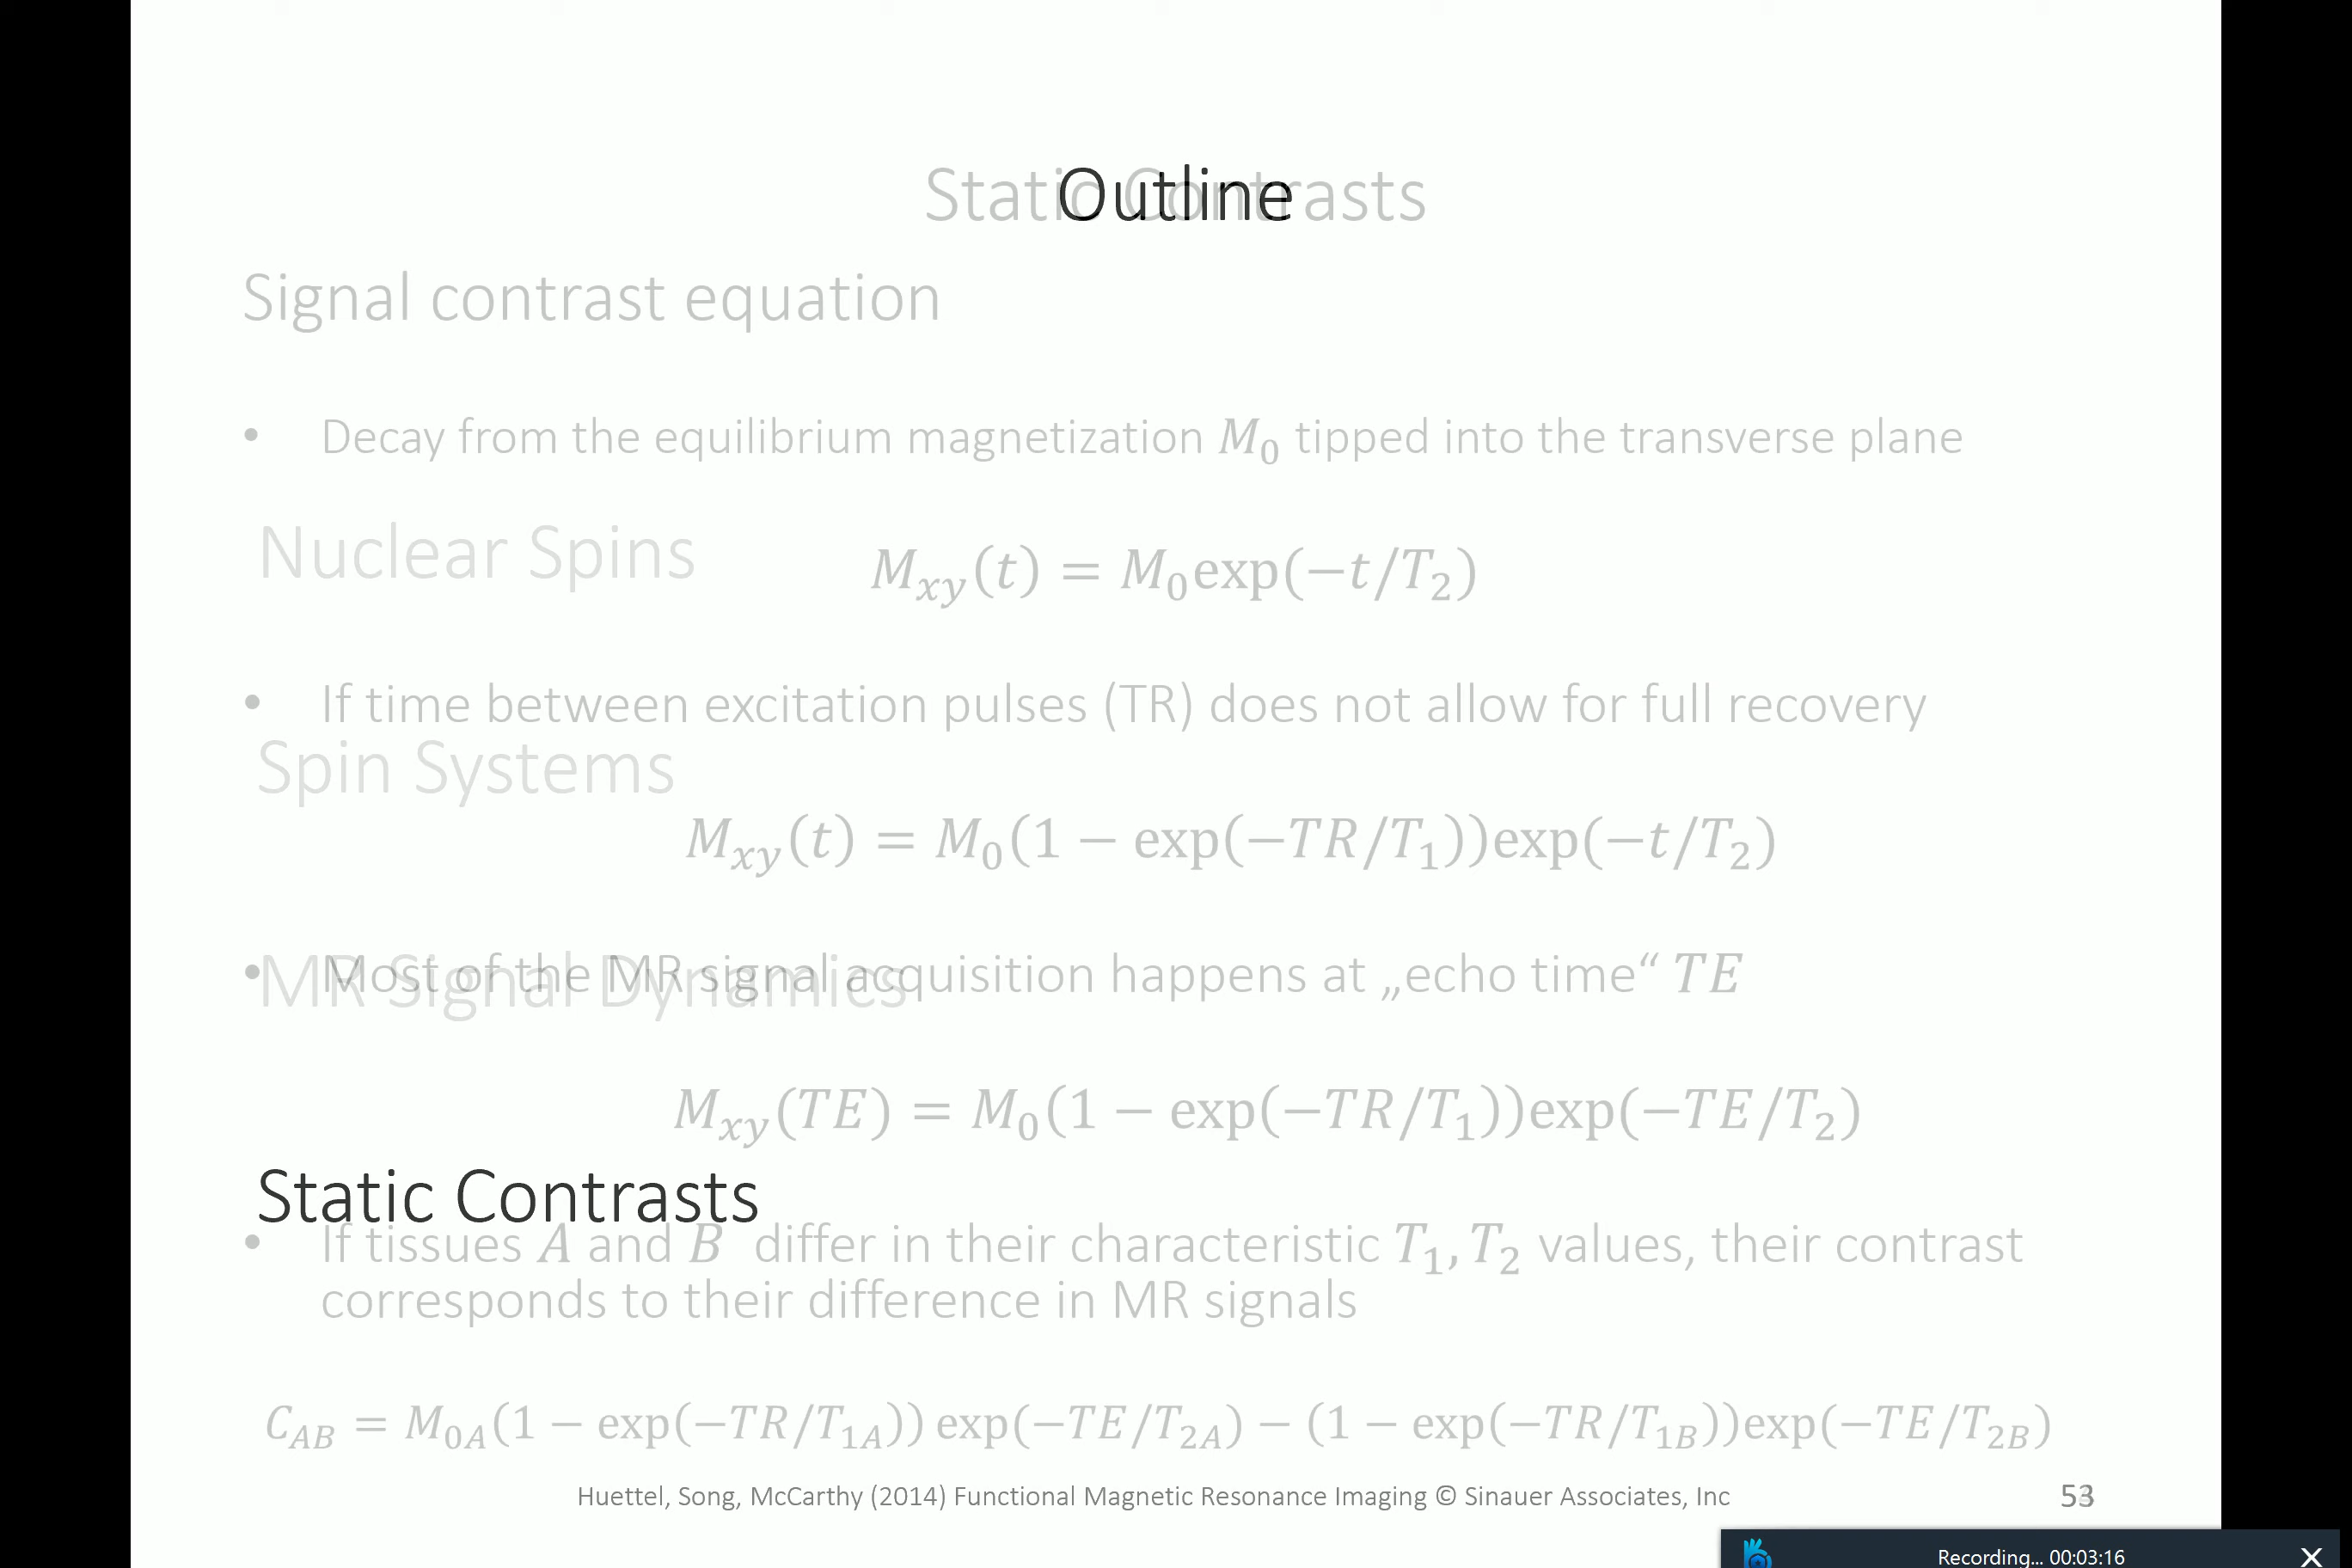 Static Contrasts
Outline
Signal contrast equation
• Decay from the equilibrium magnetization M₀ tipped into the transverse plane
Nuclear Spins
Mₓᵧ(t) = M₀exp(−t/T₂)
• If time between excitation pulses (TR) does not allow for full recovery
Spin Systems
Mₓᵧ(t) = M₀(1 − exp(−TR/T₁))exp(−t/T₂)
• Most of the MR signal acquisition happens at „echo time“ TE
MR Signal Dynamics
Mₓᵧ(TE) = M₀(1 − exp(−TR/T₁))exp(−TE/T₂)
Static Contrasts
• If tissues A and B differ in their characteristic T₁, T₂ values, their contrast
corresponds to their difference in MR signals
C_AB = M₀A(1 − exp(−TR/T₁A)) exp(−TE/T₂A) − (1 − exp(−TR/T₁B))exp(−TE/T₂B)
Huettel, Song, McCarthy (2014) Functional Magnetic Resonance Imaging © Sinauer Associates, Inc
Recording... 00:03:16